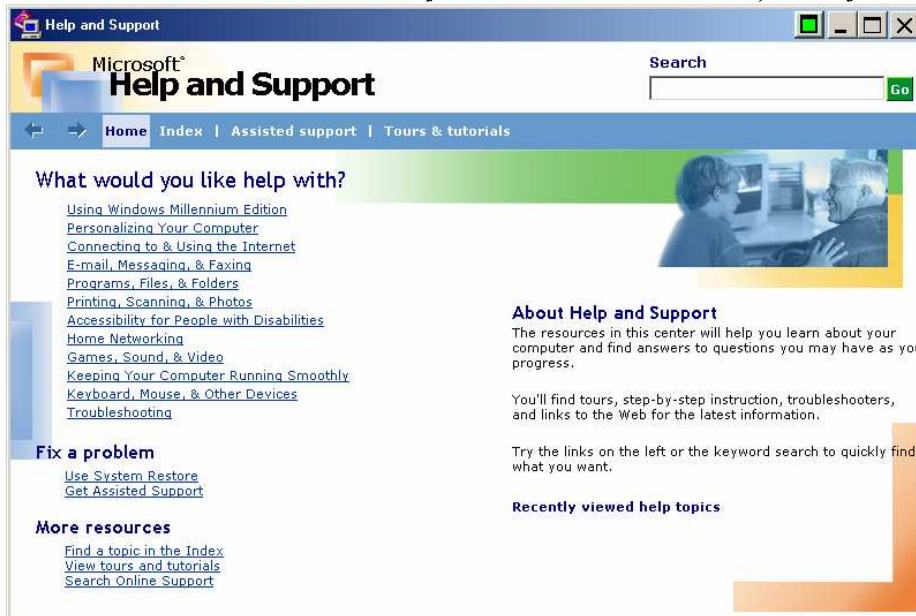 Help and Support
Microsoft®
Help and Support
Search
Go
Home Index | Assisted support | Tours & tutorials
What would you like help with?
Using Windows Millennium Edition
Personalizing Your Computer
Connecting to & Using the Internet
E-mail, Messaging, & Faxing
Programs, Files, & Folders
Printing, Scanning, & Photos
Accessibility for People with Disabilities
Home Networking
Games, Sound, & Video
Keeping Your Computer Running Smoothly
Keyboard, Mouse, & Other Devices
Troubleshooting
Fix a problem
Use System Restore
Get Assisted Support
More resources
Find a topic in the Index
View tours and tutorials
Search Online Support
About Help and Support
The resources in this center will help you learn about your
computer and find answers to questions you may have as you
progress.
You'll find tours, step-by-step instruction, troubleshooters,
and links to the Web for the latest information.
Try the links on the left or the keyword search to quickly find
what you want.
Recently viewed help topics